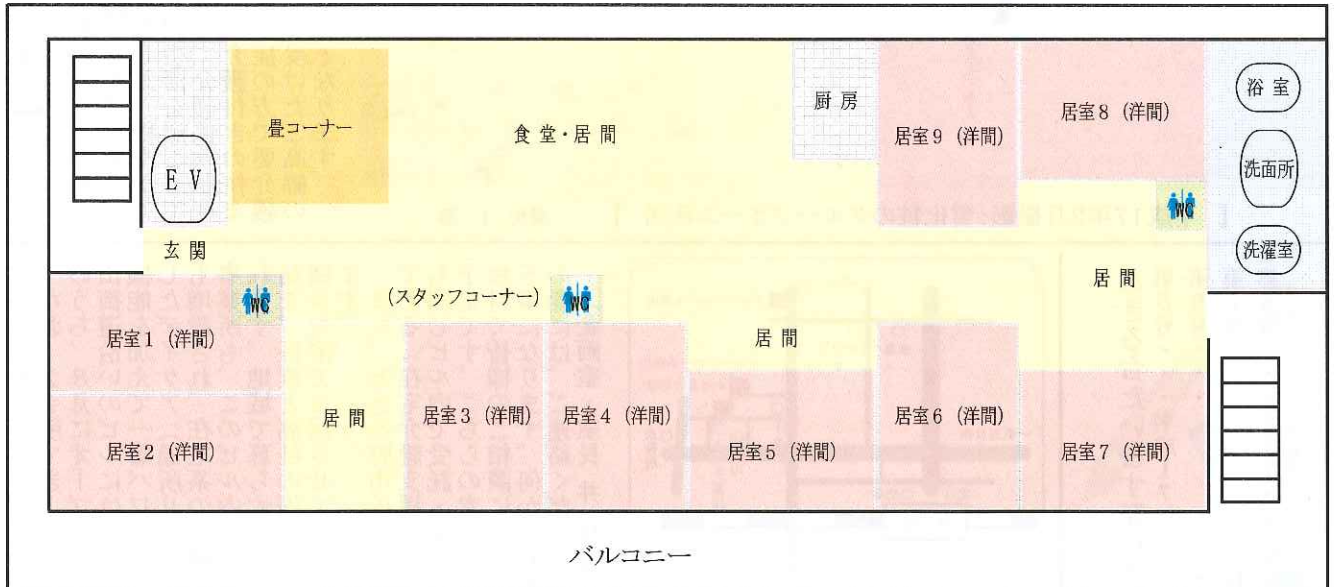 畳コーナー
食堂・居間
厨房
居室9 (洋間)
居室8 (洋間)
浴室
洗面所
洗濯室
EV
玄関
WC
居間
WC
(スタッフコーナー)
WC
居室1 (洋間)
居間
居室2 (洋間)
居間
居室3 (洋間)
居室4 (洋間)
居室5 (洋間)
居室6 (洋間)
居室7 (洋間)
バルコニー